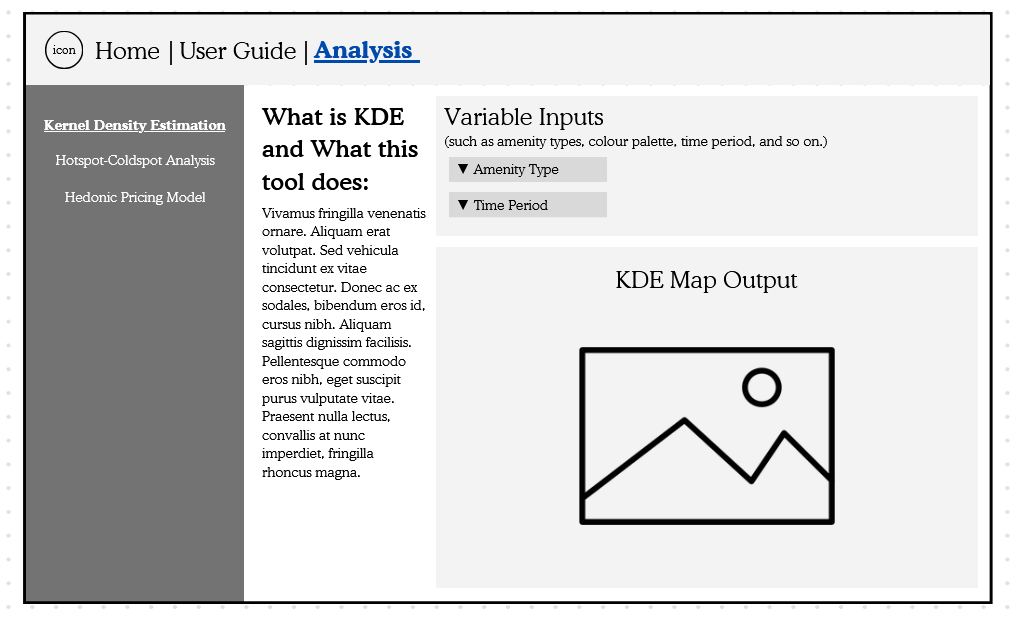 icon Home | User Guide | Analysis
Kernel Density Estimation
Hotspot-Coldspot Analysis
Hedonic Pricing Model
What is KDE
and What this
tool does:
Vivamus fringilla venenatis
ornare. Aliquam erat
volutpat. Sed vehicula
tincidunt ex vitae
consectetur. Donec ac ex
sodales, bibendum eros id,
cursus nibh. Aliquam
sagittis dignissim facilisis.
Pellentesque commodo
eros nibh, eget suscipit
purus vulputate vitae.
Praesent nulla lectus,
convallis at nunc
imperdiet, fringilla
rhoncus magna.
Variable Inputs
(such as amenity types, colour palette, time period, and so on.)
▼ Amenity Type
▼ Time Period
KDE Map Output